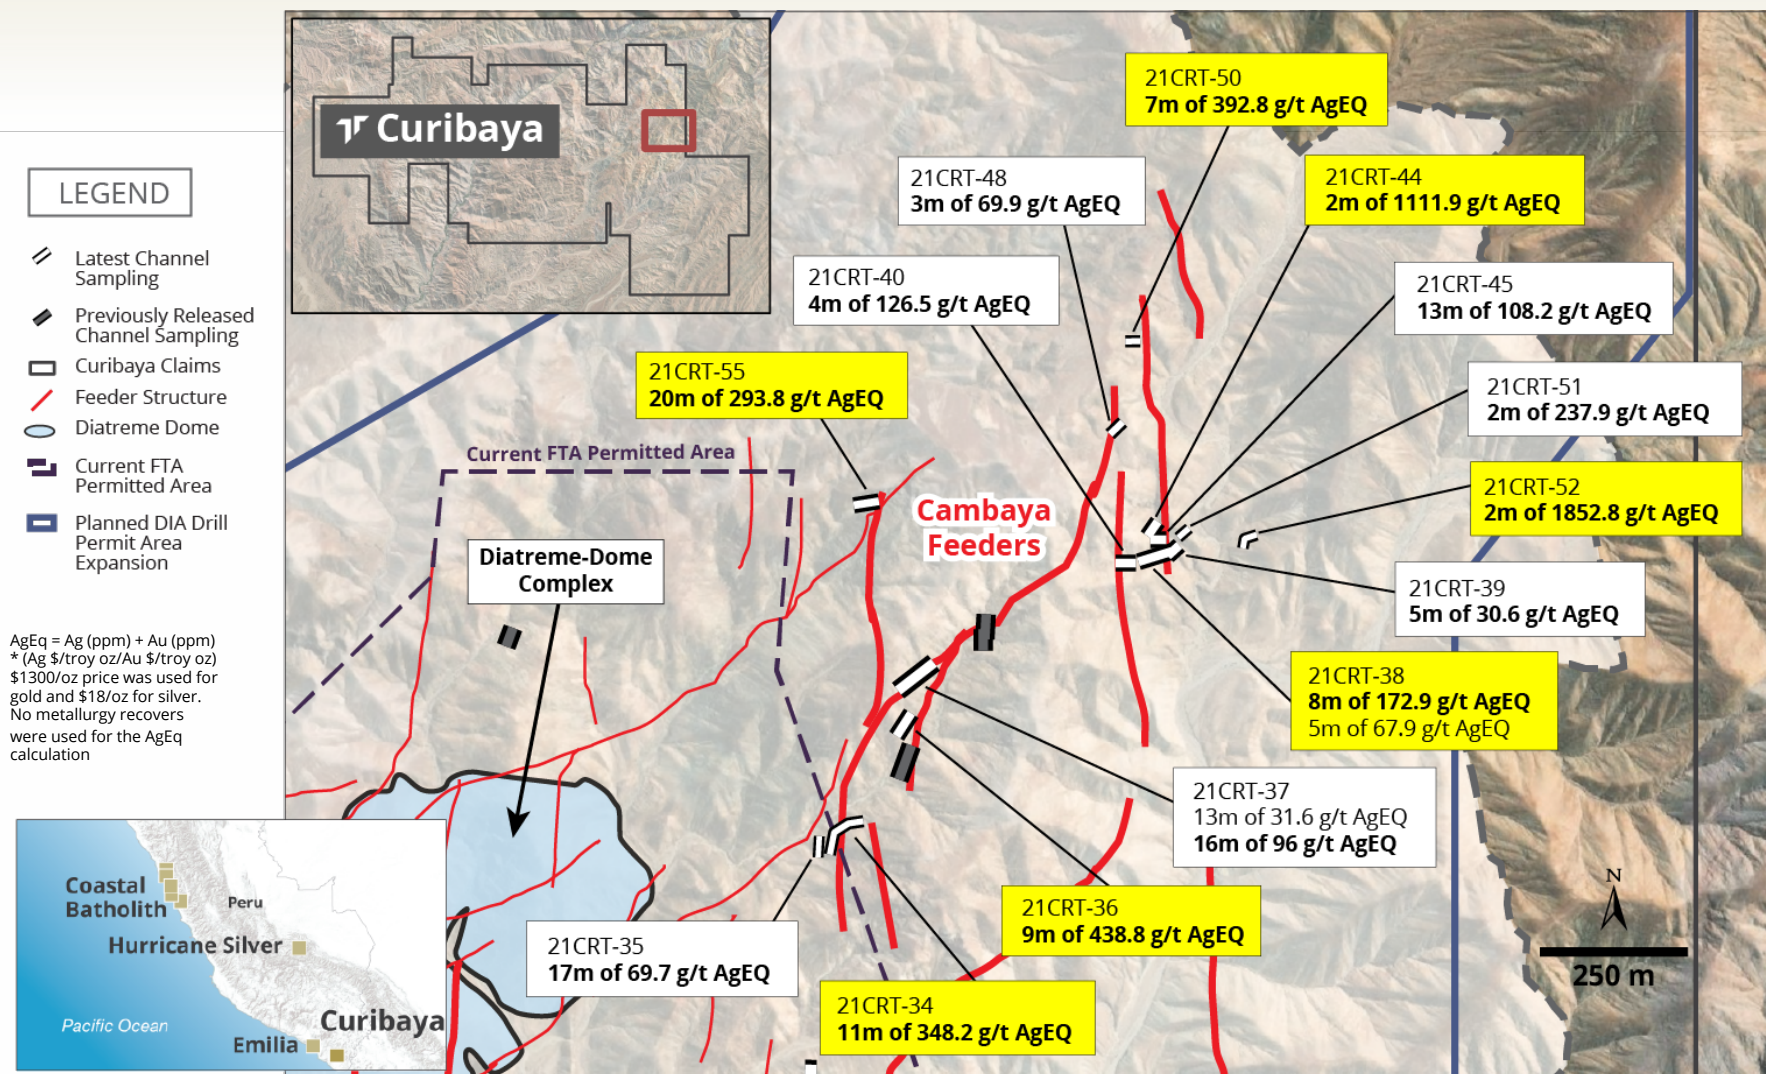 Curibaya
LEGEND
Latest Channel
Sampling
Previously Released
Channel Sampling
Curibaya Claims
Feeder Structure
Diatreme Dome
Current FTA
Permitted Area
Planned DIA Drill
Permit Area
Expansion
AgEq = Ag (ppm) + Au (ppm)
* (Ag $/troy oz/Au $/troy oz)
$1300/oz price was used for
gold and $18/oz for silver.
No metallurgy recovers
were used for the AgEq
calculation
21CRT-50
7m of 392.8 g/t AgEQ
21CRT-48
3m of 69.9 g/t AgEQ
21CRT-44
2m of 1111.9 g/t AgEQ
21CRT-40
4m of 126.5 g/t AgEQ
21CRT-45
13m of 108.2 g/t AgEQ
21CRT-55
20m of 293.8 g/t AgEQ
21CRT-51
2m of 237.9 g/t AgEQ
Current FTA Permitted Area
21CRT-52
2m of 1852.8 g/t AgEQ
Cambaya
Feeders
Diatreme-Dome
Complex
21CRT-39
5m of 30.6 g/t AgEQ
21CRT-38
8m of 172.9 g/t AgEQ
5m of 67.9 g/t AgEQ
21CRT-37
13m of 31.6 g/t AgEQ
16m of 96 g/t AgEQ
21CRT-36
9m of 438.8 g/t AgEQ
21CRT-35
17m of 69.7 g/t AgEQ
21CRT-34
11m of 348.2 g/t AgEQ
N
250 m
Coastal
Batholith
Peru
Hurricane Silver
Pacific Ocean
Curibaya
Emilia